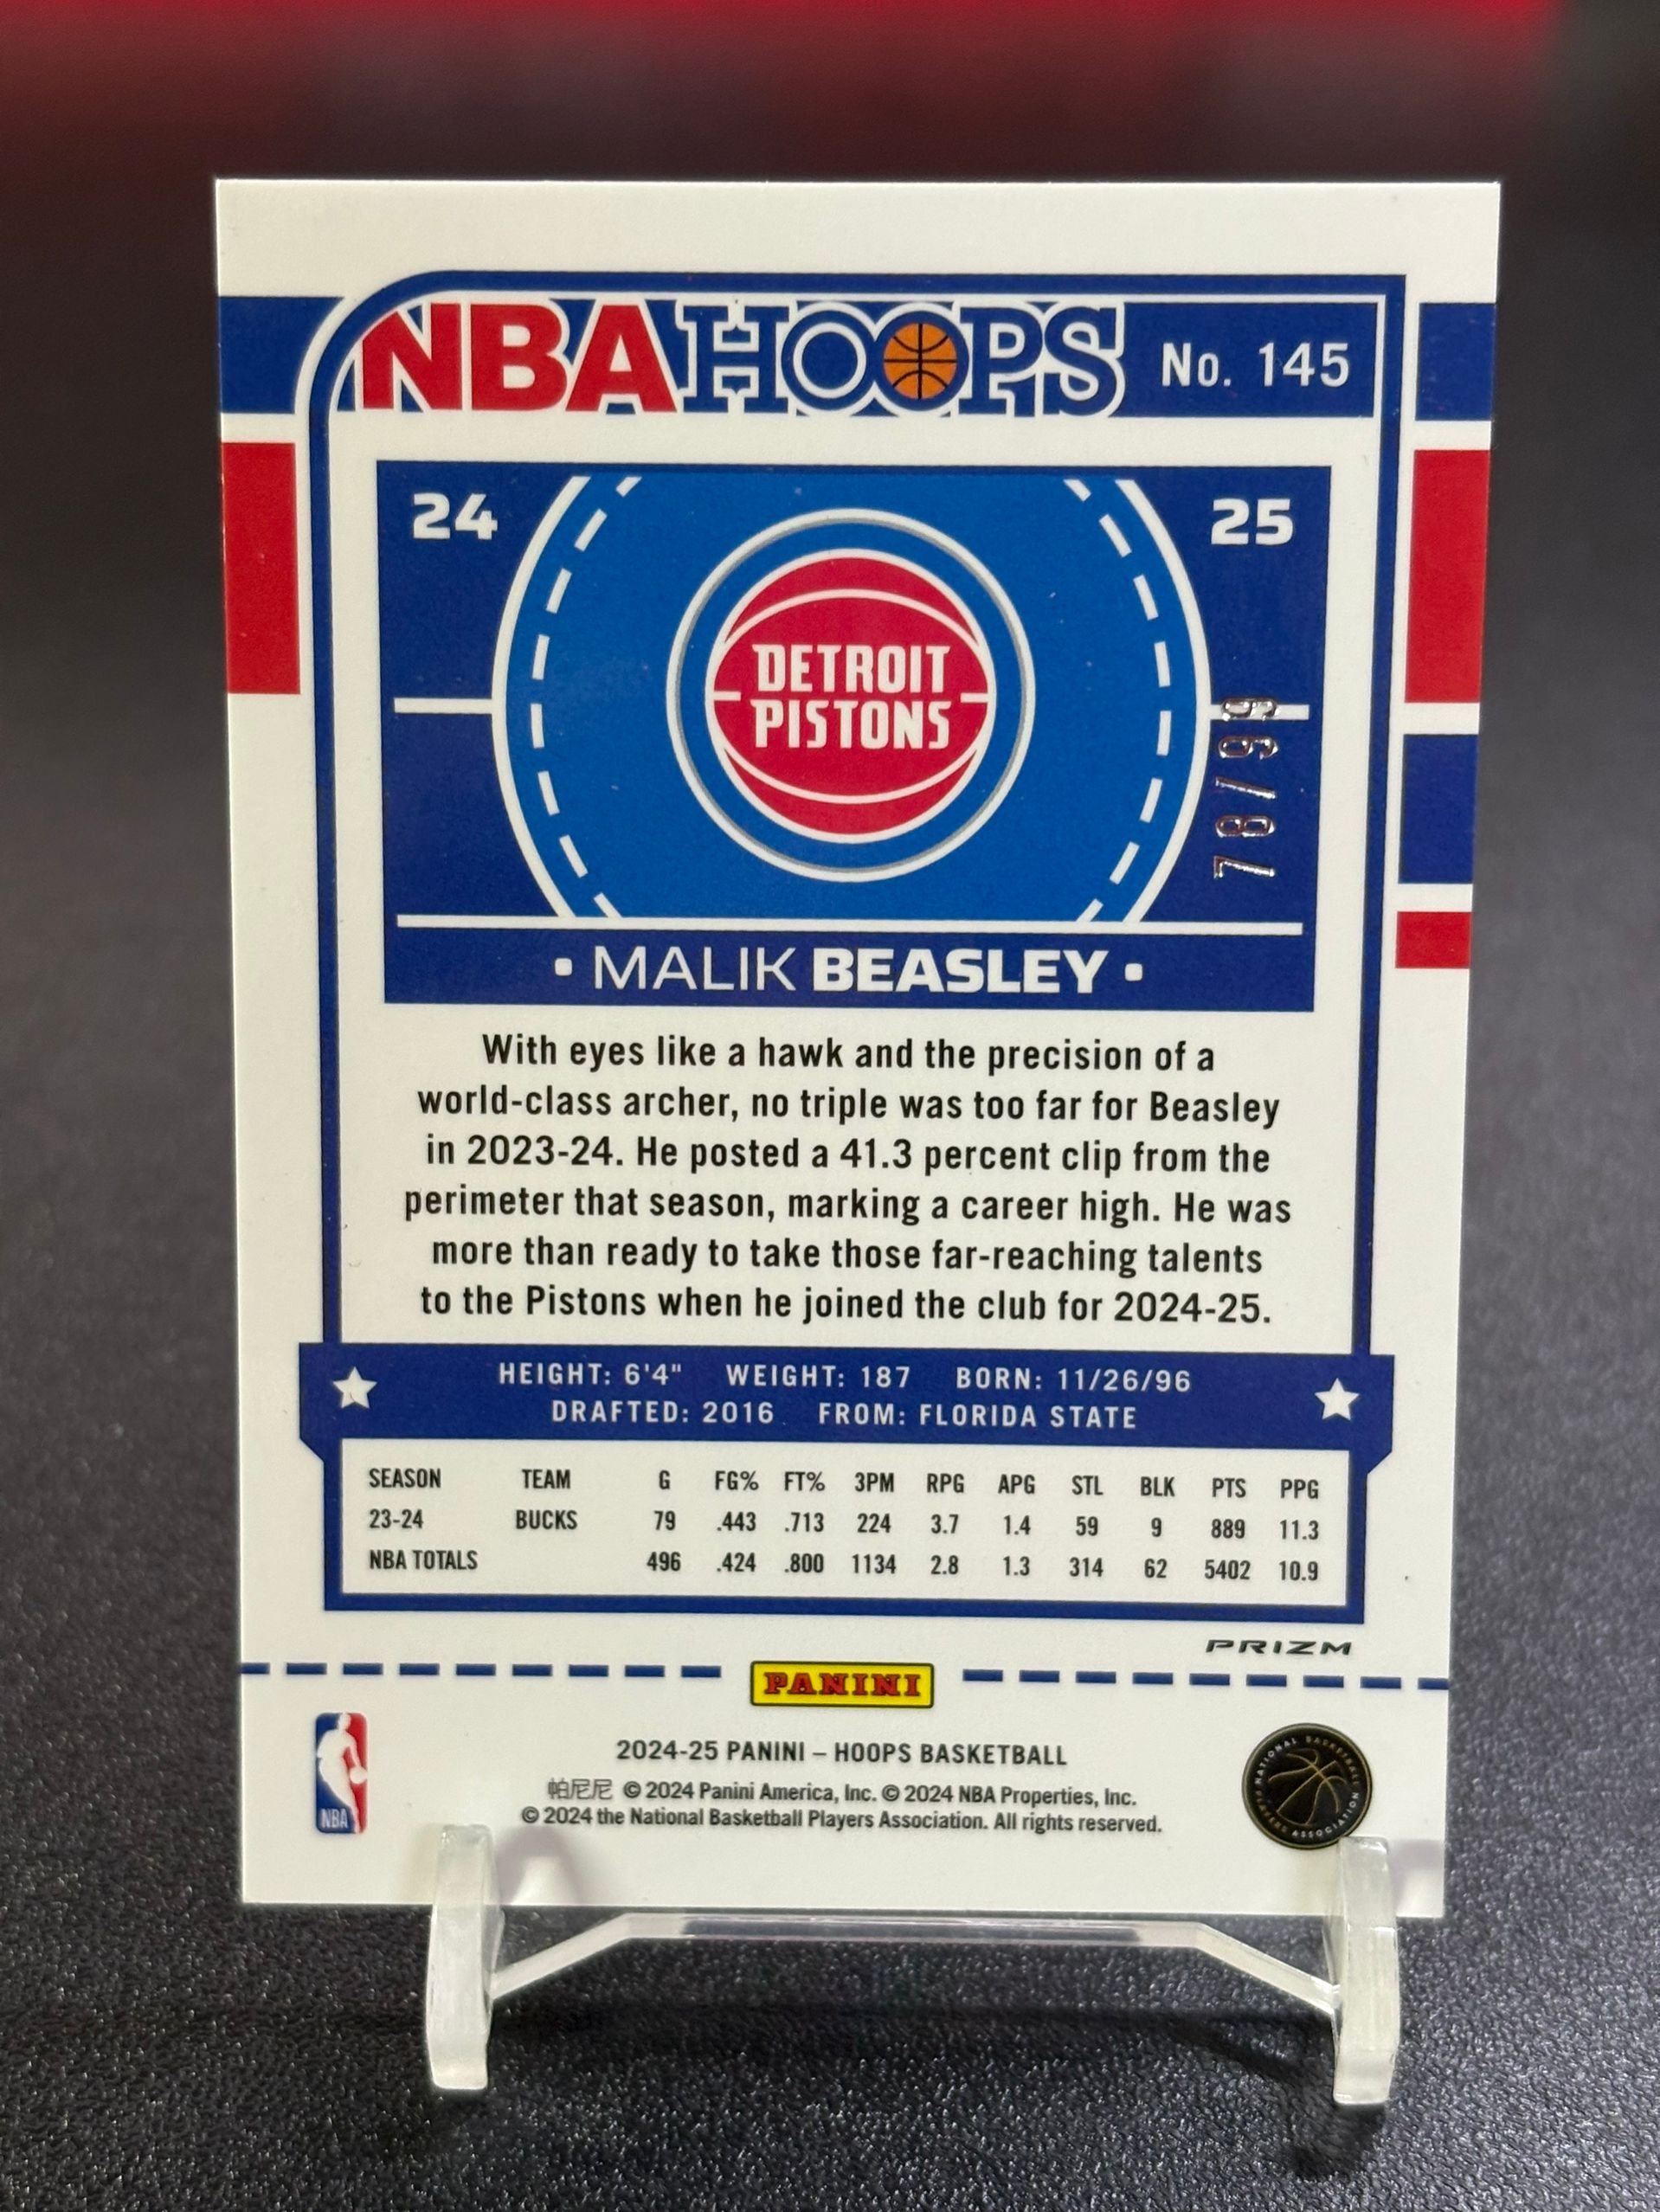 NBA HOOPS No. 145
24 25
DETROIT
PISTONS
78/99
• MALIK BEASLEY •
With eyes like a hawk and the precision of a
world-class archer, no triple was too far for Beasley
in 2023-24. He posted a 41.3 percent clip from the
perimeter that season, marking a career high. He was
more than ready to take those far-reaching talents
to the Pistons when he joined the club for 2024-25.
HEIGHT: 6'4" WEIGHT: 187 BORN: 11/26/96
DRAFTED: 2016 FROM: FLORIDA STATE
SEASON TEAM G FG% FT% 3PM RPG APG STL BLK PTS PPG
23-24 BUCKS 79 .443 .713 224 3.7 1.4 59 9 889 11.3
NBA TOTALS 496 .424 .800 1134 2.8 1.3 314 62 5402 10.9
PRIZM
PANINI
2024-25 PANINI – HOOPS BASKETBALL
帕尼尼 © 2024 Panini America, Inc. © 2024 NBA Properties, Inc.
© 2024 the National Basketball Players Association. All rights reserved.
NBA
NATIONAL BASKETBALL PLAYERS ASSOCIATION